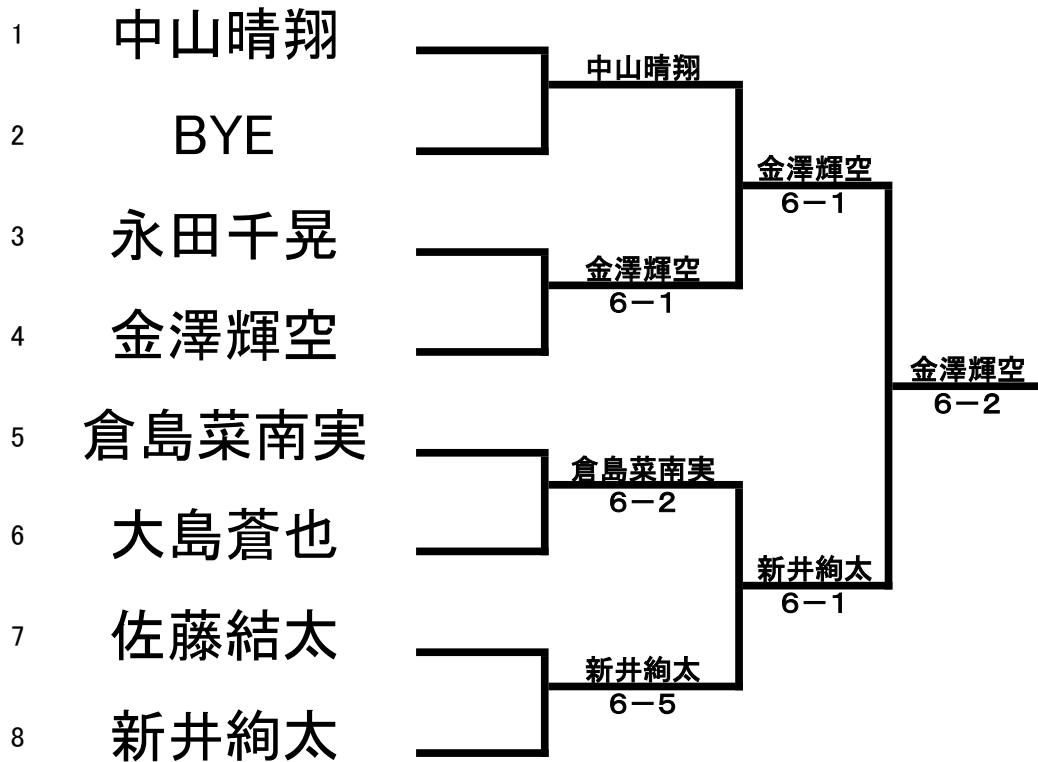 1 中山晴翔
2 BYE
3 永田千晃
4 金澤輝空
5 倉島菜南実
6 大島蒼也
7 佐藤結太
8 新井絢太
中山晴翔
金澤輝空
6-1
倉島菜南実
6-2
新井絢太
6-5
金澤輝空
6-1
新井絢太
6-1
金澤輝空
6-2